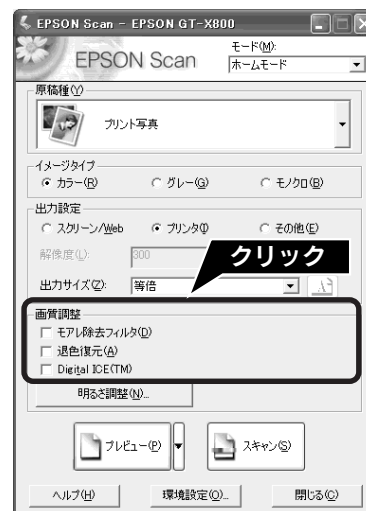 EPSON Scan - EPSON GT-X800
EPSON Scan
モード(M):
ホームモード
原稿種(Y)
プリント写真
イメージタイプ
カラー(R) グレー(G) モノクロ(B)
出力設定
スクリーン/Web プリンタ(I) その他(E)
解像度(L): 300
クリック
出力サイズ(Z): 等倍
画質調整
モアレ除去フィルタ(D)
退色復元(A)
Digital ICE(TM)
明るさ調整(N)...
プレビュー(P) スキャン(S)
ヘルプ(H) 環境設定(O)... 閉じる(C)